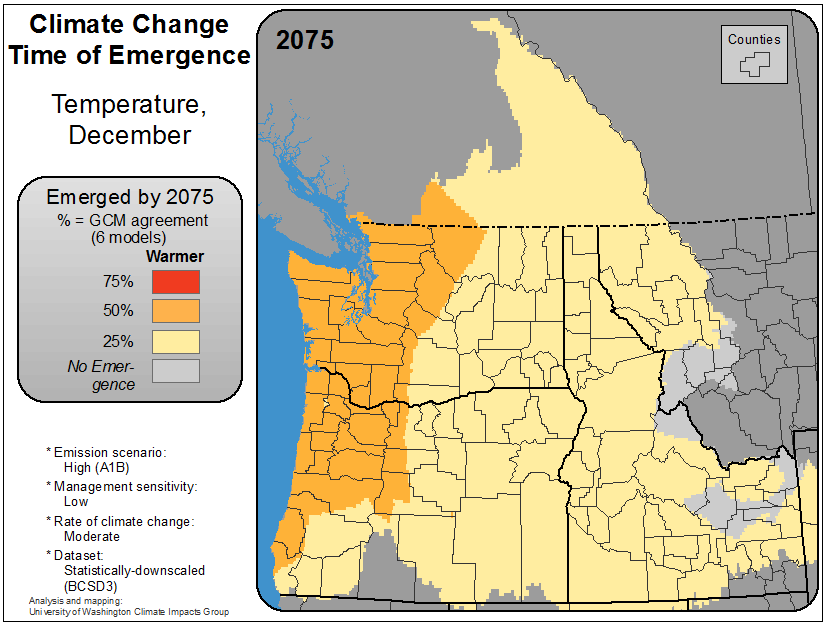 Climate Change
Time of Emergence
Temperature,
December
Emerged by 2075
% = GCM agreement
(6 models)
Warmer
75%
50%
25%
No Emer-
gence
* Emission scenario:
High (A1B)
* Management sensitivity:
Low
* Rate of climate change:
Moderate
* Dataset:
Statistically-downscaled
(BCSD3)
Analysis and mapping:
University of Washington Climate Impacts Group
2075
Counties